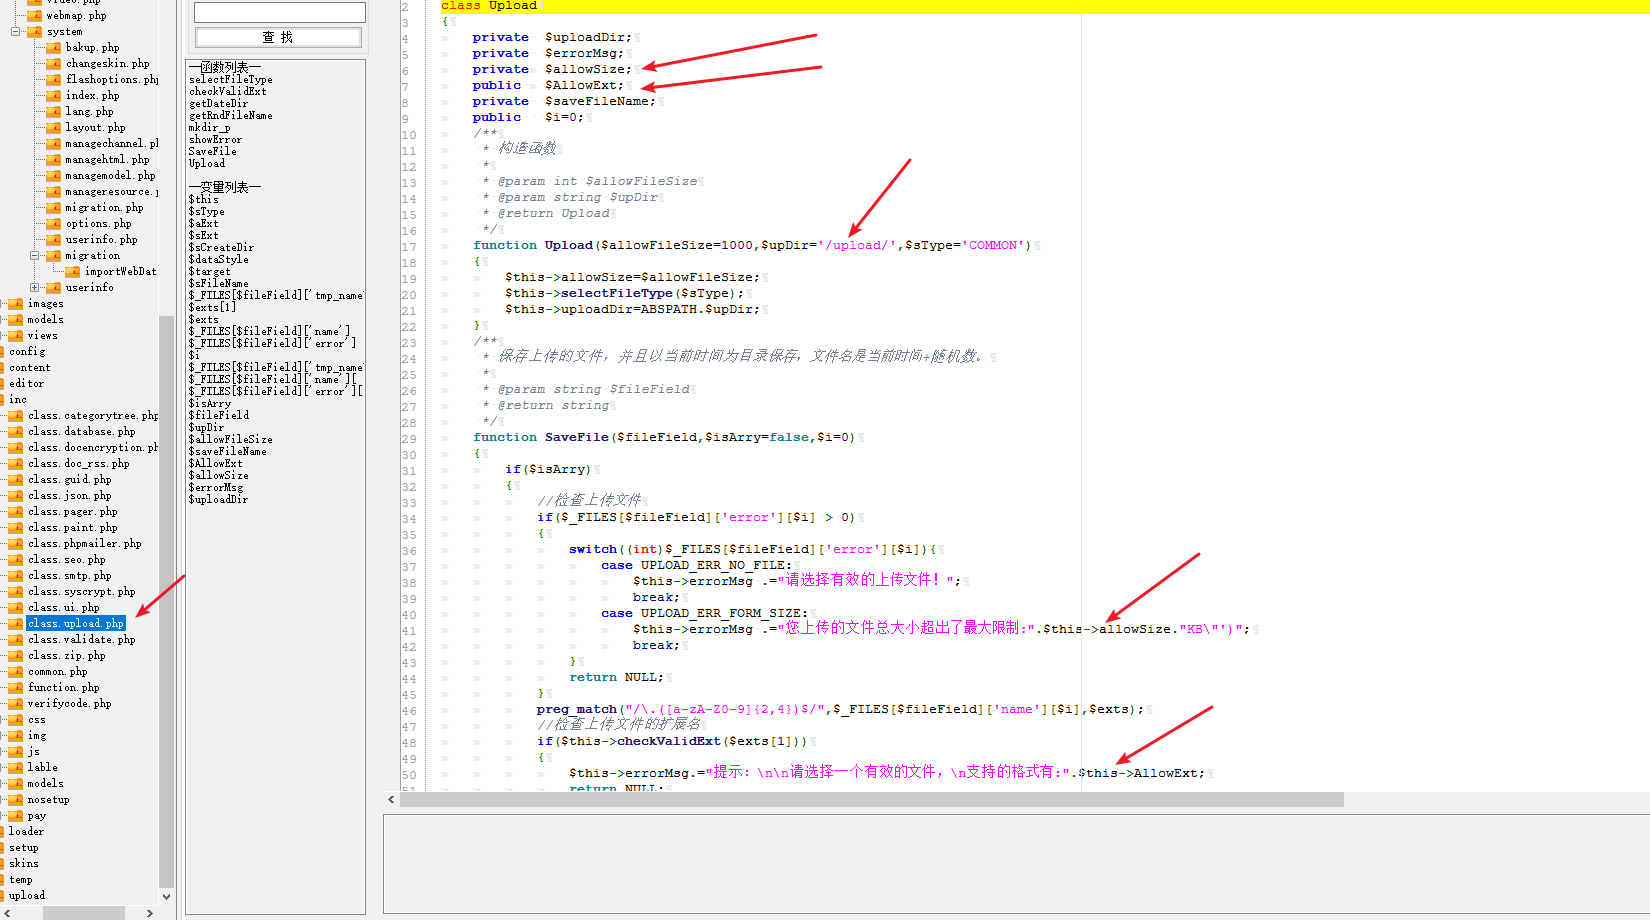 video.php
webmap.php
system
bakup.php
changeskin.php
flashoptions.php
index.php
lang.php
layout.php
managechannel.pl
managehtml.php
managemodel.php
manageresource.
migration.php
options.php
userinfo.php
migration
importWebDat
userinfo
images
models
views
config
content
editor
inc
class.categorytree.php
class.database.php
class.docencryption.ph
class.doc_rss.php
class.guid.php
class.json.php
class.pager.php
class.paint.php
class.phpmailer.php
class.seo.php
class.smtp.php
class.syscrypt.php
class.ui.php
class.upload.php
class.validate.php
class.zip.php
common.php
function.php
verifycode.php
css
img
js
lable
models
nosetup
pay
loader
setup
skins
temp
upload
查 找
—函数列表—
selectFileType
checkValidExt
getDateDir
getRndFileName
mkdir_p
showError
SaveFile
Upload
—变量列表—
$this
$sType
$aExt
$sExt
$sCreateDir
$dataStyle
$target
$sFileName
$_FILES[$fileField]['tmp_name'
$exts[1]
$exts
$_FILES[$fileField]['name']
$_FILES[$fileField]['error']
$i
$_FILES[$fileField]['tmp_name'
$_FILES[$fileField]['name'][
$_FILES[$fileField]['error'][
$isArry
$fileField
$upDir
$allowFileSize
$saveFileName
$AllowExt
$allowSize
$errorMsg
$uploadDir
2 class Upload
3 {
4 private $uploadDir;
5 private $errorMsg;
6 private $allowSize;
7 public $AllowExt;
8 private $saveFileName;
9 public $i=0;
10 /**
11 * 构造函数
12 *
13 * @param int $allowFileSize
14 * @param string $upDir
15 * @return Upload
16 */
17 function Upload($allowFileSize=1000,$upDir='/upload/',$sType='COMMON')
18 {
19 $this->allowSize=$allowFileSize;
20 $this->selectFileType($sType);
21 $this->uploadDir=ABSPATH.$upDir;
22 }
23 /**
24 * 保存上传的文件，并且以当前时间为目录保存，文件名是当前时间+随机数。
25 *
26 * @param string $fileField
27 * @return string
28 */
29 function SaveFile($fileField,$isArry=false,$i=0)
30 {
31 if($isArry)
32 {
33 //检查上传文件
34 if($_FILES[$fileField]['error'][$i] > 0)
35 {
36 switch((int)$_FILES[$fileField]['error'][$i]){
37 case UPLOAD_ERR_NO_FILE:
38 $this->errorMsg .="请选择有效的上传文件！";
39 break;
40 case UPLOAD_ERR_FORM_SIZE:
41 $this->errorMsg .="您上传的文件总大小超出了最大限制:".$this->allowSize."KB\"')";
42 break;
43 }
44 return NULL;
45 }
46 preg_match("/\.([a-zA-Z0-9]{2,4})$/",$_FILES[$fileField]['name'][$i],$exts);
47 //检查上传文件的扩展名
48 if($this->checkValidExt($exts[1]))
49 {
50 $this->errorMsg.="提示：\n\n请选择一个有效的文件，\n支持的格式有:".$this->AllowExt;
51 return NULL;